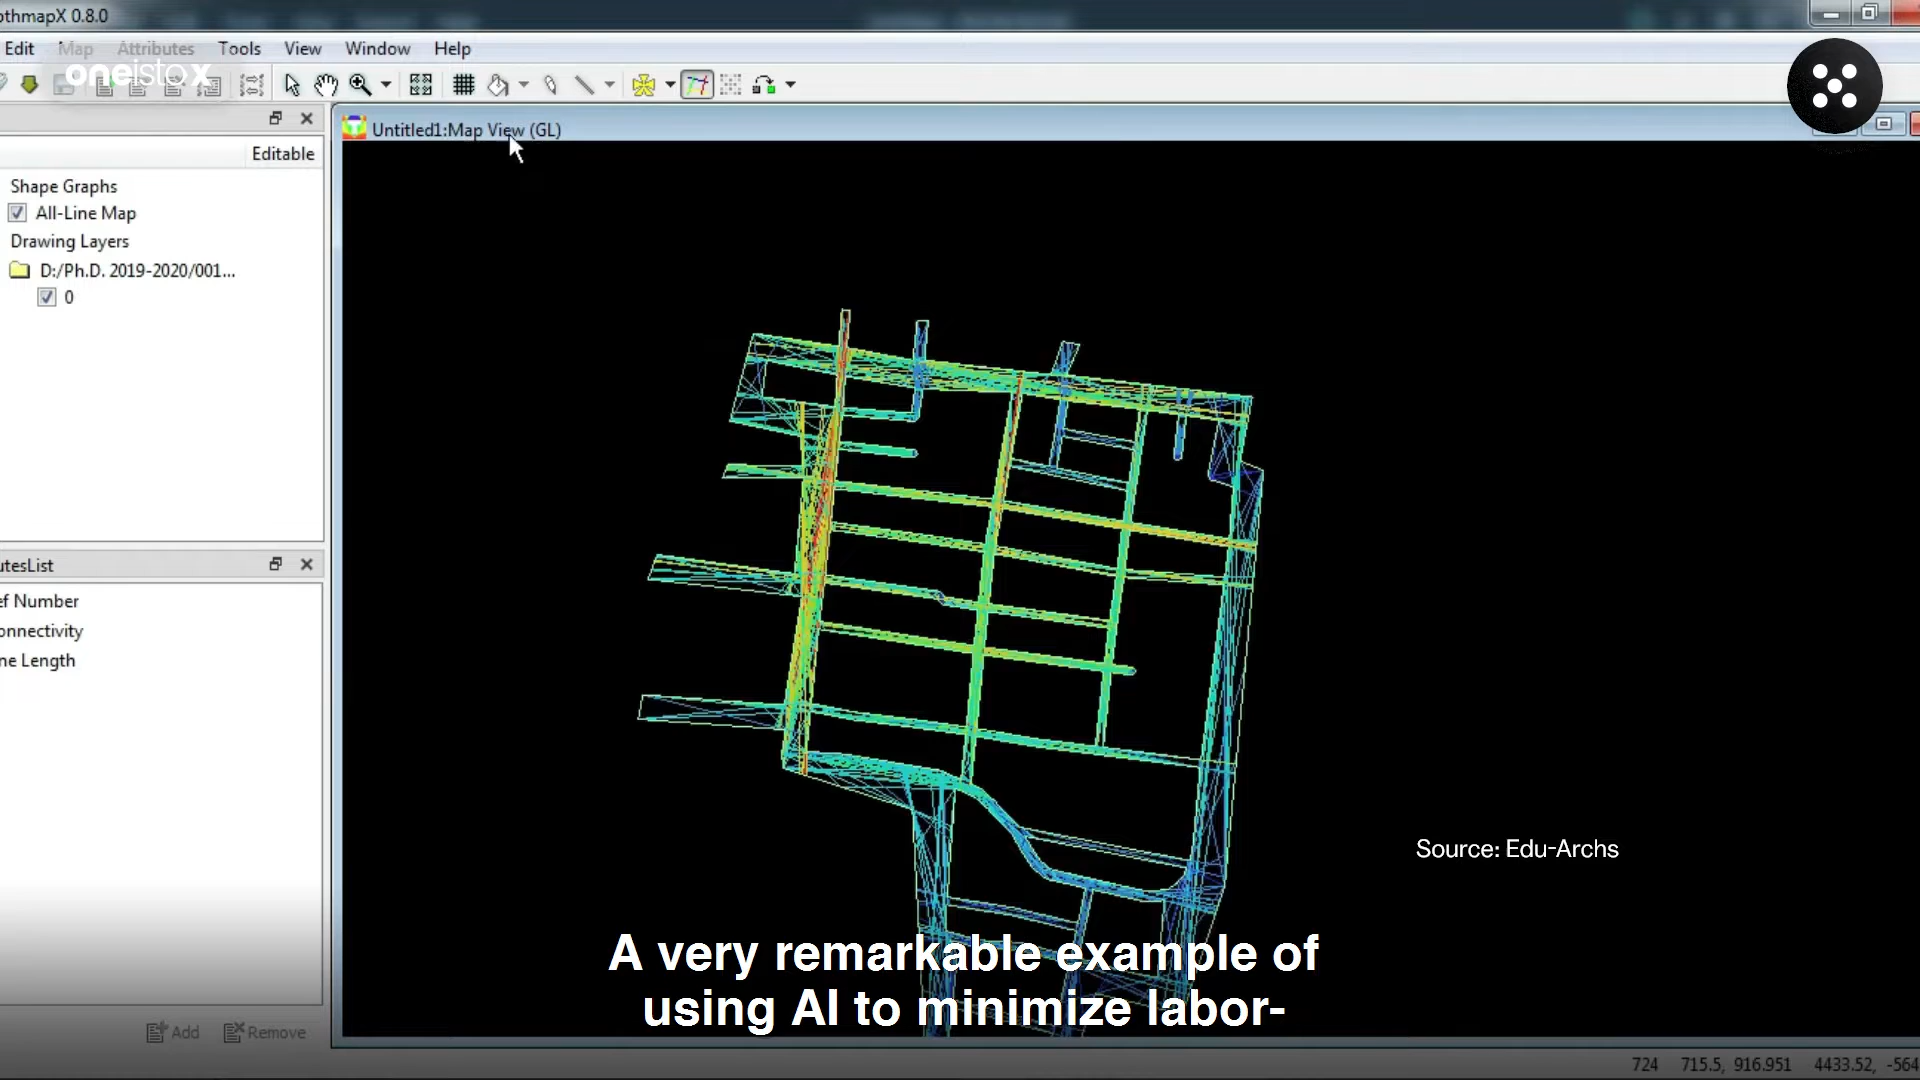 othmapX 0.8.0
Edit Map Attributes Tools View Window Help
oneistox
Untitled1:Map View (GL)
Editable
Shape Graphs
All-Line Map
Drawing Layers
D:/Ph.D. 2019-2020/001...
0
utesList
ef Number
onnectivity
ne Length
Source: Edu-Archs
A very remarkable example of
using AI to minimize labor-
Add Remove
724 715.5, 916.951 4433.52, -564